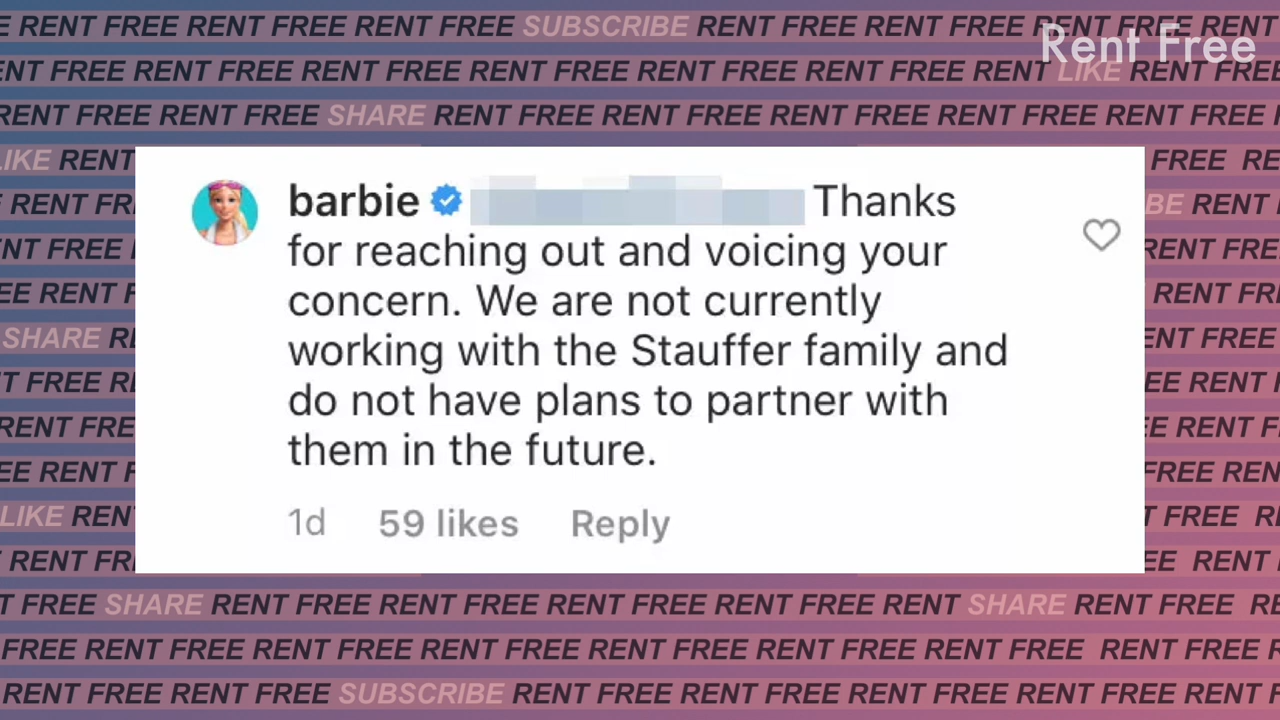 E RENT FREE RENT FREE RENT FREE SUBSCRIBE RENT FREE RENT FREE RENT FREE RENT
Rent Free
ENT FREE RENT FREE RENT FREE RENT FREE RENT FREE RENT FREE RENT LIKE RENT FREE
RENT FREE RENT FREE SHARE RENT FREE RENT FREE RENT FREE RENT FREE RENT FREE
LIKE RENT
FREE RE
RENT FR
BE RENT
NT FREE
RENT FREE
EE RENT F
RENT FR
SHARE RE
ENT FREE
T FREE RE
EE RENT
RENT FRE
E RENT F
EE RENT F
FREE REN
LIKE REN
T FREE R
RENT FRE
EE RENT
barbie Thanks
for reaching out and voicing your
concern. We are not currently
working with the Stauffer family and
do not have plans to partner with
them in the future.
1d 59 likes Reply
T FREE SHARE RENT FREE RENT FREE RENT FREE RENT FREE RENT SHARE RENT FREE RE
FREE RENT FREE RENT FREE RENT FREE RENT FREE RENT FREE RENT FREE RENT FREE
RENT FREE RENT FREE SUBSCRIBE RENT FREE RENT FREE RENT FREE RENT FREE RENT